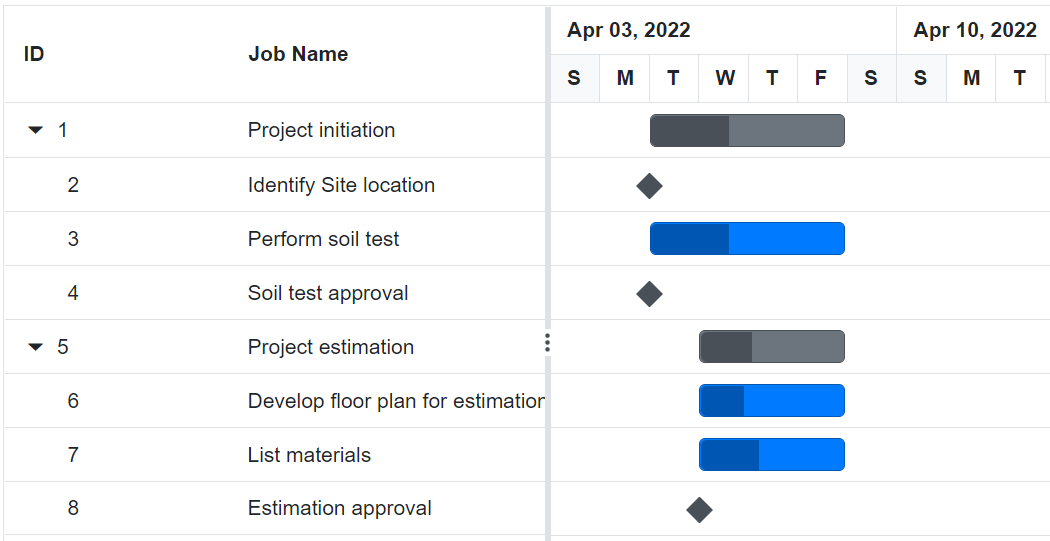 ID Job Name Apr 03, 2022 Apr 10, 2022
S M T W T F S S M T
1 Project initiation
2 Identify Site location
3 Perform soil test
4 Soil test approval
5 Project estimation
6 Develop floor plan for estimation
7 List materials
8 Estimation approval